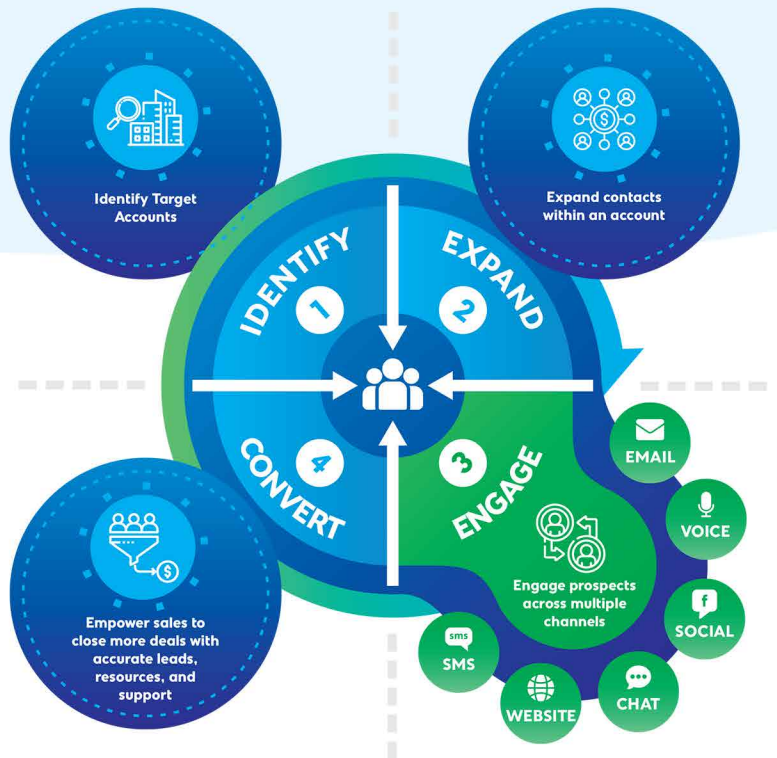 Identify Target
Accounts
Expand contacts
within an account
IDENTIFY
1
EXPAND
2
ENGAGE
3
CONVERT
4
Engage prospects
across multiple
channels
EMAIL
VOICE
f
SOCIAL
CHAT
WEBSITE
sms
SMS
$
$
Empower sales to
close more deals with
accurate leads,
resources, and
support